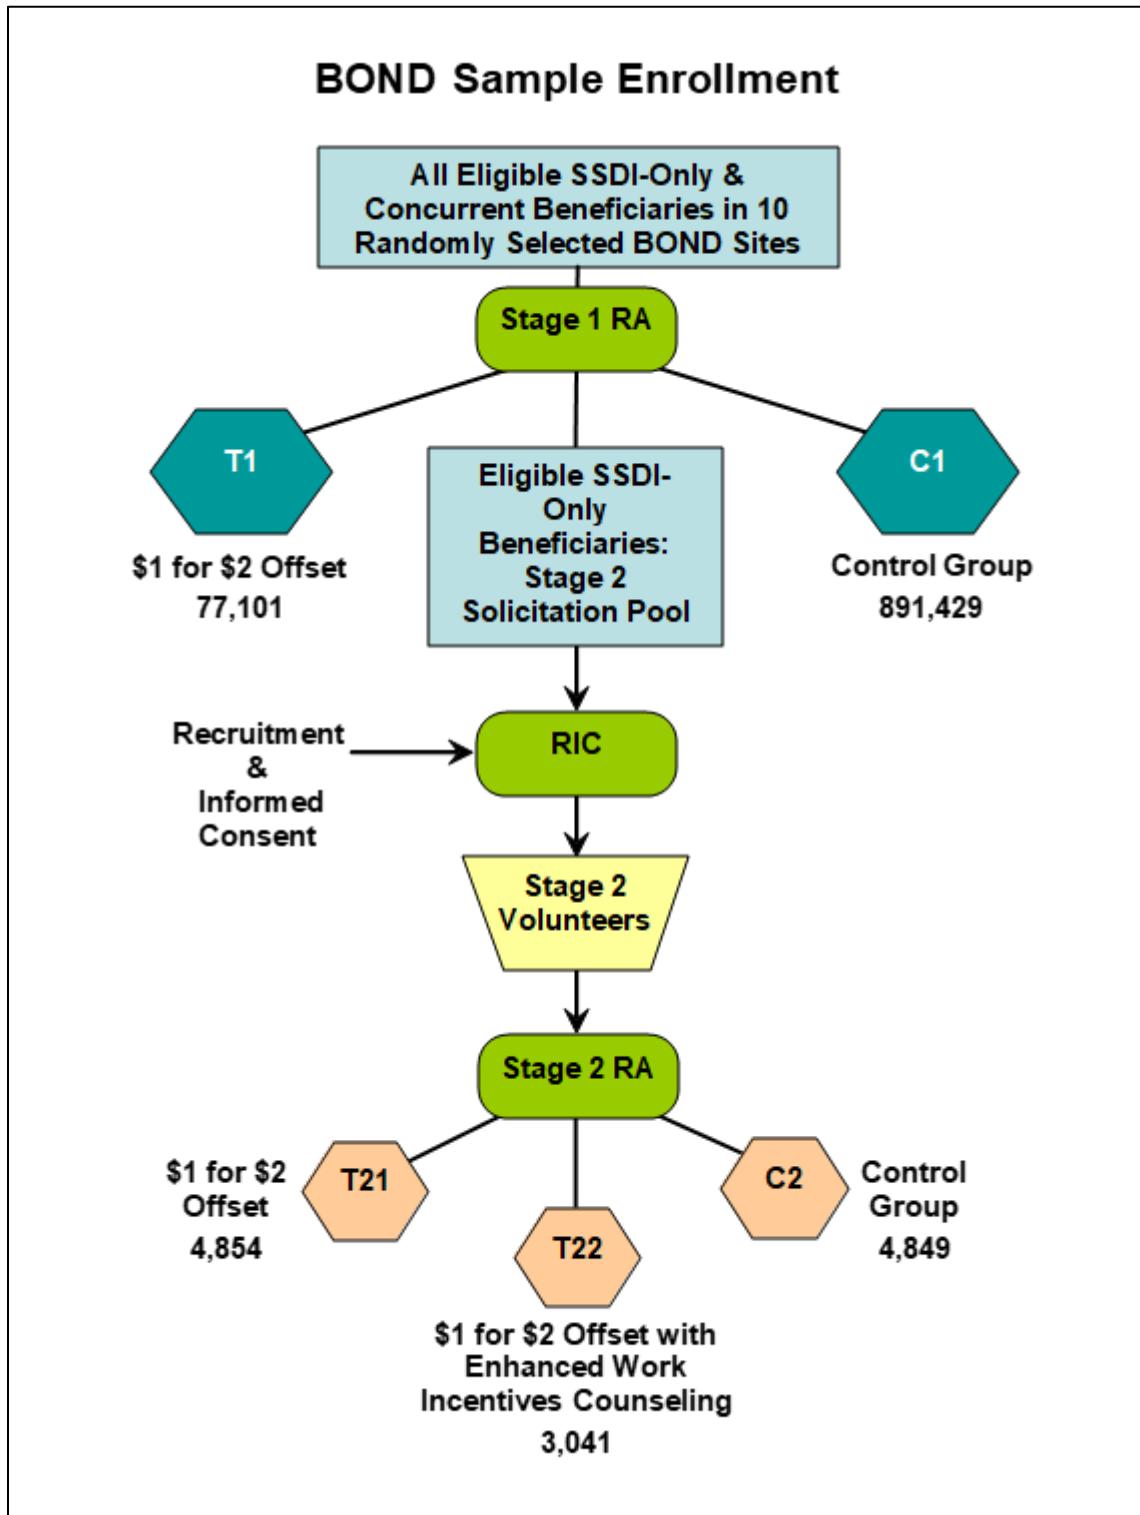 BOND Sample Enrollment
All Eligible SSDI-Only &
Concurrent Beneficiaries in 10
Randomly Selected BOND Sites
Stage 1 RA
T1
$1 for $2 Offset
77,101
Eligible SSDI-
Only
Beneficiaries:
Stage 2
Solicitation Pool
C1
Control Group
891,429
Recruitment
&
Informed
Consent
RIC
Stage 2
Volunteers
Stage 2 RA
$1 for $2
Offset
4,854
T21
T22
$1 for $2 Offset with
Enhanced Work
Incentives Counseling
3,041
C2
Control
Group
4,849